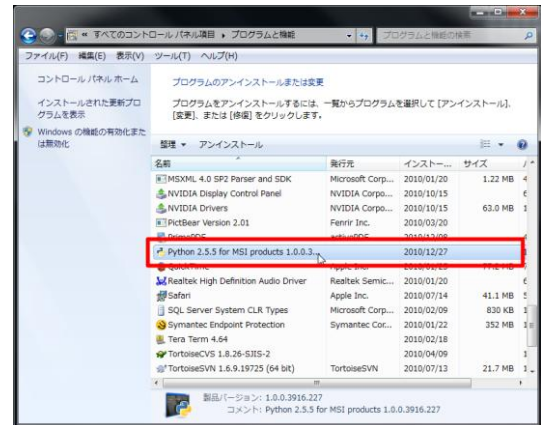 « すべてのコントロール パネル項目 ▸ プログラムと機能
プログラムと機能の検索
ファイル(F) 編集(E) 表示(V) ツール(T) ヘルプ(H)
コントロール パネル ホーム
インストールされた更新プロ
グラムを表示
Windows の機能の有効化また
は無効化
プログラムのアンインストールまたは変更
プログラムをアンインストールするには、一覧からプログラムを選択して [アンインストール]、
[変更]、または [修復] をクリックします。
整理 ▼ アンインストール
名前 発行元 インストー... サイズ
MSXML 4.0 SP2 Parser and SDK Microsoft Corp... 2010/01/20 1.22 MB 4
NVIDIA Display Control Panel NVIDIA Corpo... 2010/10/15 6
NVIDIA Drivers NVIDIA Corpo... 2010/10/15 63.0 MB 1
PictBear Version 2.01 Fenrir Inc. 2010/03/20
Python 2.5.5 for MSI products 1.0.0.3... 2010/12/27
Realtek High Definition Audio Driver Realtek Semic... 2010/01/20 6
Safari Apple Inc. 2010/07/14 41.1 MB 5
SQL Server System CLR Types Microsoft Corp... 2010/02/09 830 KB 1
Symantec Endpoint Protection Symantec Cor... 2010/01/22 352 MB 1
Tera Term 4.64 2010/02/18
TortoiseCVS 1.8.26-SJIS-2 2010/04/09 1
TortoiseSVN 1.6.9.19725 (64 bit) TortoiseSVN 2010/07/13 21.7 MB 1
製品バージョン: 1.0.0.3916.227
コメント: Python 2.5.5 for MSI products 1.0.0.3916.227